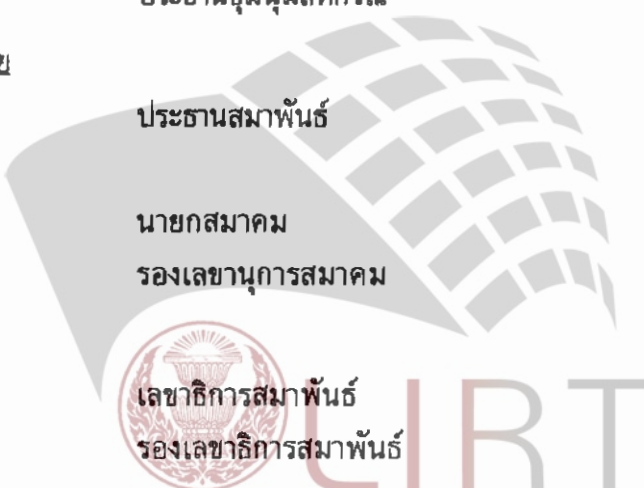 ประธานสมาพันธ์
นายกสมาคม
รองเลขานุการสมาคม
เลขาธิการสมาพันธ์
รองเลขาธิการสมาพันธ์
LIRT